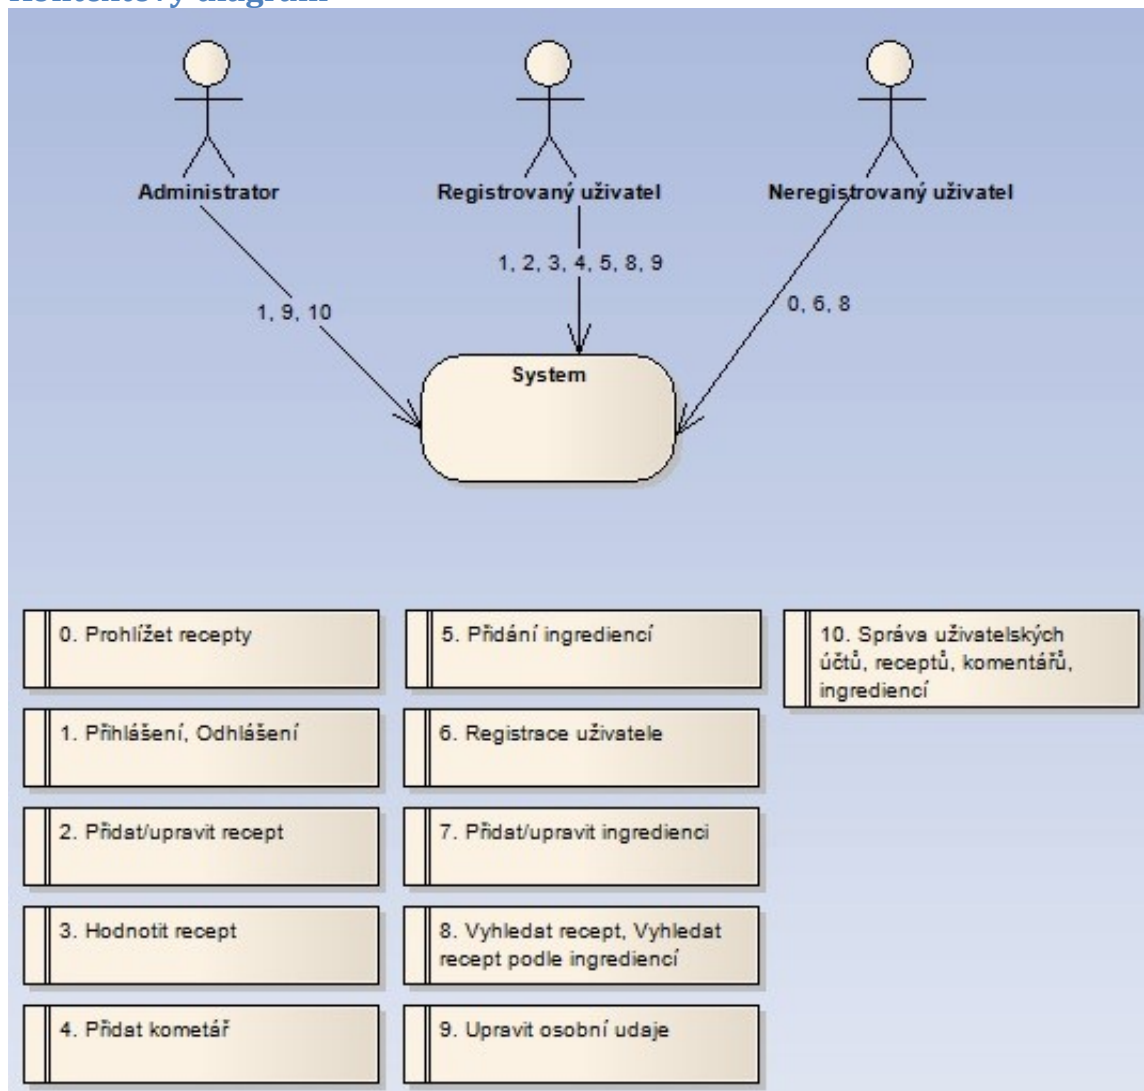 Kontextový diagram
Administrator
Registrovaný uživatel
Neregistrovaný uživatel
1, 2, 3, 4, 5, 8, 9
1, 9, 10
0, 6, 8
System
0. Prohlížet recepty
1. Přihlášení, Odhlášení
2. Přidat/upravit recept
3. Hodnotit recept
4. Přidat kometář
5. Přidání ingrediencí
6. Registrace uživatele
7. Přidat/upravit ingredienci
8. Vyhledat recept, Vyhledat
recept podle ingrediencí
9. Upravit osobní udaje
10. Správa uživatelských
účtů, receptů, komentářů,
ingrediencí